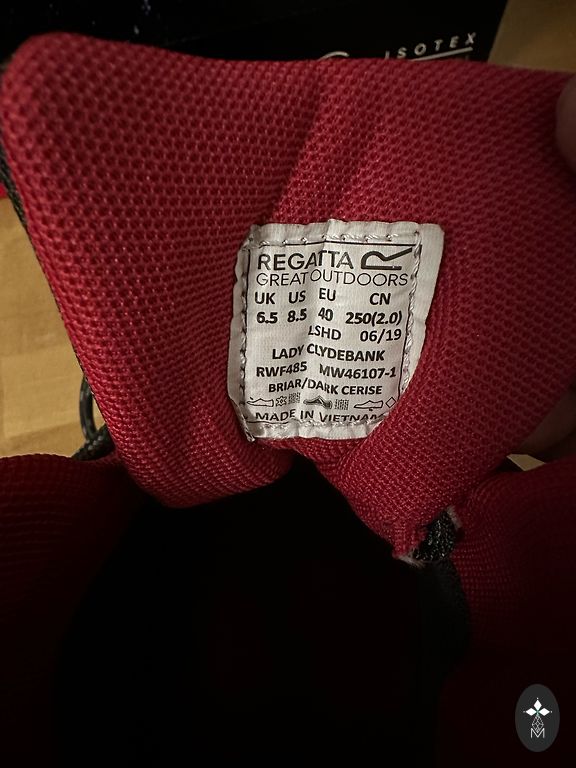 ISOTEX
REGATTA R
GREAT OUTDOORS
UK US EU CN
6.5 8.5 40 250(2.0)
LSHD 06/19
LADY CLYDEBANK
RWF485 MW46107-1
BRIAR/DARK CERISE
MADE IN VIETNAM
M